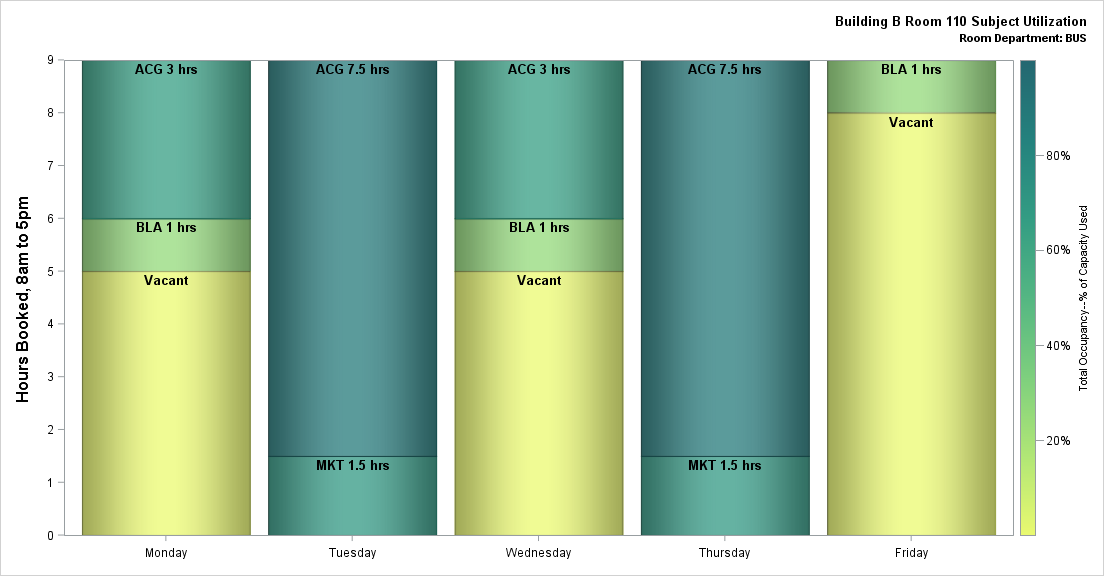 Building B Room 110 Subject Utilization
Room Department: BUS
Hours Booked, 8am to 5pm
9
8
7
6
5
4
3
2
1
0
ACG 3 hrs
BLA 1 hrs
Vacant
ACG 7.5 hrs
MKT 1.5 hrs
ACG 3 hrs
BLA 1 hrs
Vacant
ACG 7.5 hrs
MKT 1.5 hrs
BLA 1 hrs
Vacant
Monday
Tuesday
Wednesday
Thursday
Friday
80%
60%
40%
20%
Total Occupancy--% of Capacity Used